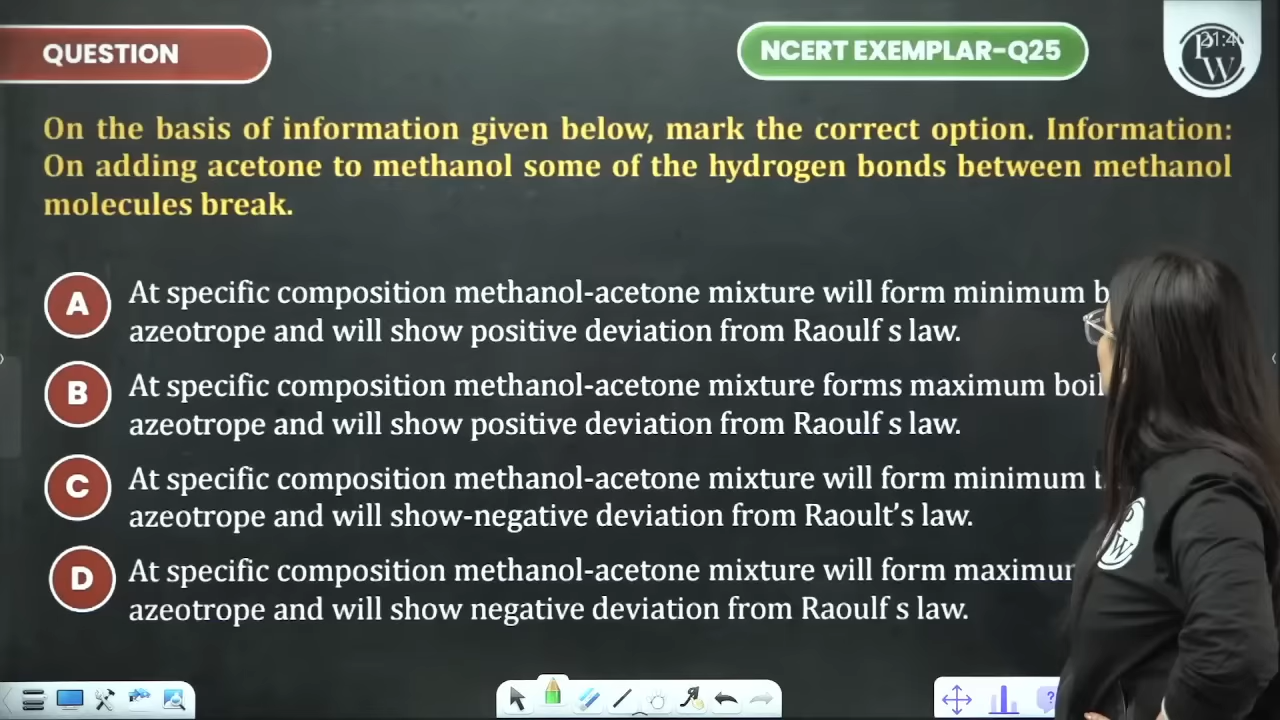 QUESTION
NCERT EXEMPLAR-Q25
21:4
On the basis of information given below, mark the correct option. Information:
On adding acetone to methanol some of the hydrogen bonds between methanol
molecules break.
A
At specific composition methanol-acetone mixture will form minimum
azeotrope and will show positive deviation from Raoulf s law.
B
At specific composition methanol-acetone mixture forms maximum
azeotrope and will show positive deviation from Raoulf s law.
C
At specific composition methanol-acetone mixture will form minimum
azeotrope and will show-negative deviation from Raoult’s law.
D
At specific composition methanol-acetone mixture will form
azeotrope and will show negative deviation from Raoulf s law.